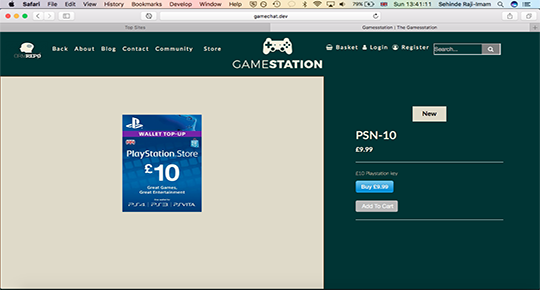 Safari File Edit View History Bookmarks Develop Window Help 79% Sun 13:41:11 Sehinde Raji-Imam
gamechat.dev
Top Sites Gamesstation | The Gamestation
Back About Blog Contact Community Store
GAMESTATION
Basket Login Register Search...
New
WALLET TOP-UP
PlayStation Store
£10
Great Games,
Great Entertainment
PS4 PS3 PSVITA
PSN-10
£9.99
£10 Playstation key
Buy £9.99
Add To Cart